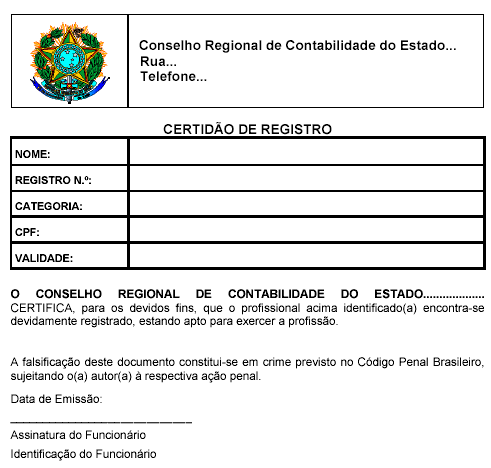 Conselho Regional de Contabilidade do Estado...
Rua...
Telefone...
CERTIDÃO DE REGISTRO
NOME:
REGISTRO N.º:
CATEGORIA:
CPF:
VALIDADE:
O CONSELHO REGIONAL DE CONTABILIDADE DO ESTADO...................
CERTIFICA, para os devidos fins, que o profissional acima identificado(a) encontra-se
devidamente registrado, estando apto para exercer a profissão.
A falsificação deste documento constitui-se em crime previsto no Código Penal Brasileiro,
sujeitando o(a) autor(a) à respectiva ação penal.
Data de Emissão:
____________________________
Assinatura do Funcionário
Identificação do Funcionário